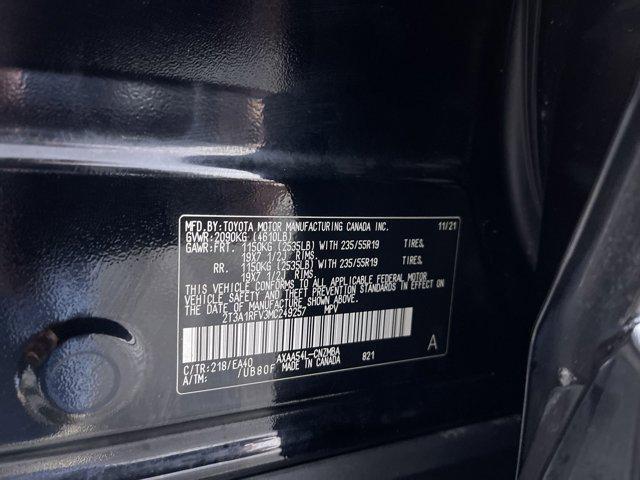 MFD.BY:TOYOTA MOTOR MANUFACTURING CANADA INC. 11/21
GVWR: 2090KG (4610LB)
GAWR:FRT. 1150KG (2535LB) WITH 235/55R19 TIRES,
19X7 1/2J RIMS.
RR. 1150KG (2535LB) WITH 235/55R19 TIRES,
19X7 1/2J RIMS.
THIS VEHICLE CONFORMS TO ALL APPLICABLE FEDERAL MOTOR
VEHICLE SAFETY AND THEFT PREVENTION STANDARDS IN EFFECT ON
THE DATE OF MANUFACTURE SHOWN ABOVE.
2T3A1RFV3MC249257 MPV
C/TR:218/EA40 AXAA54L-CNZMBA 821 A
A/TM: /UB80F MADE IN CANADA